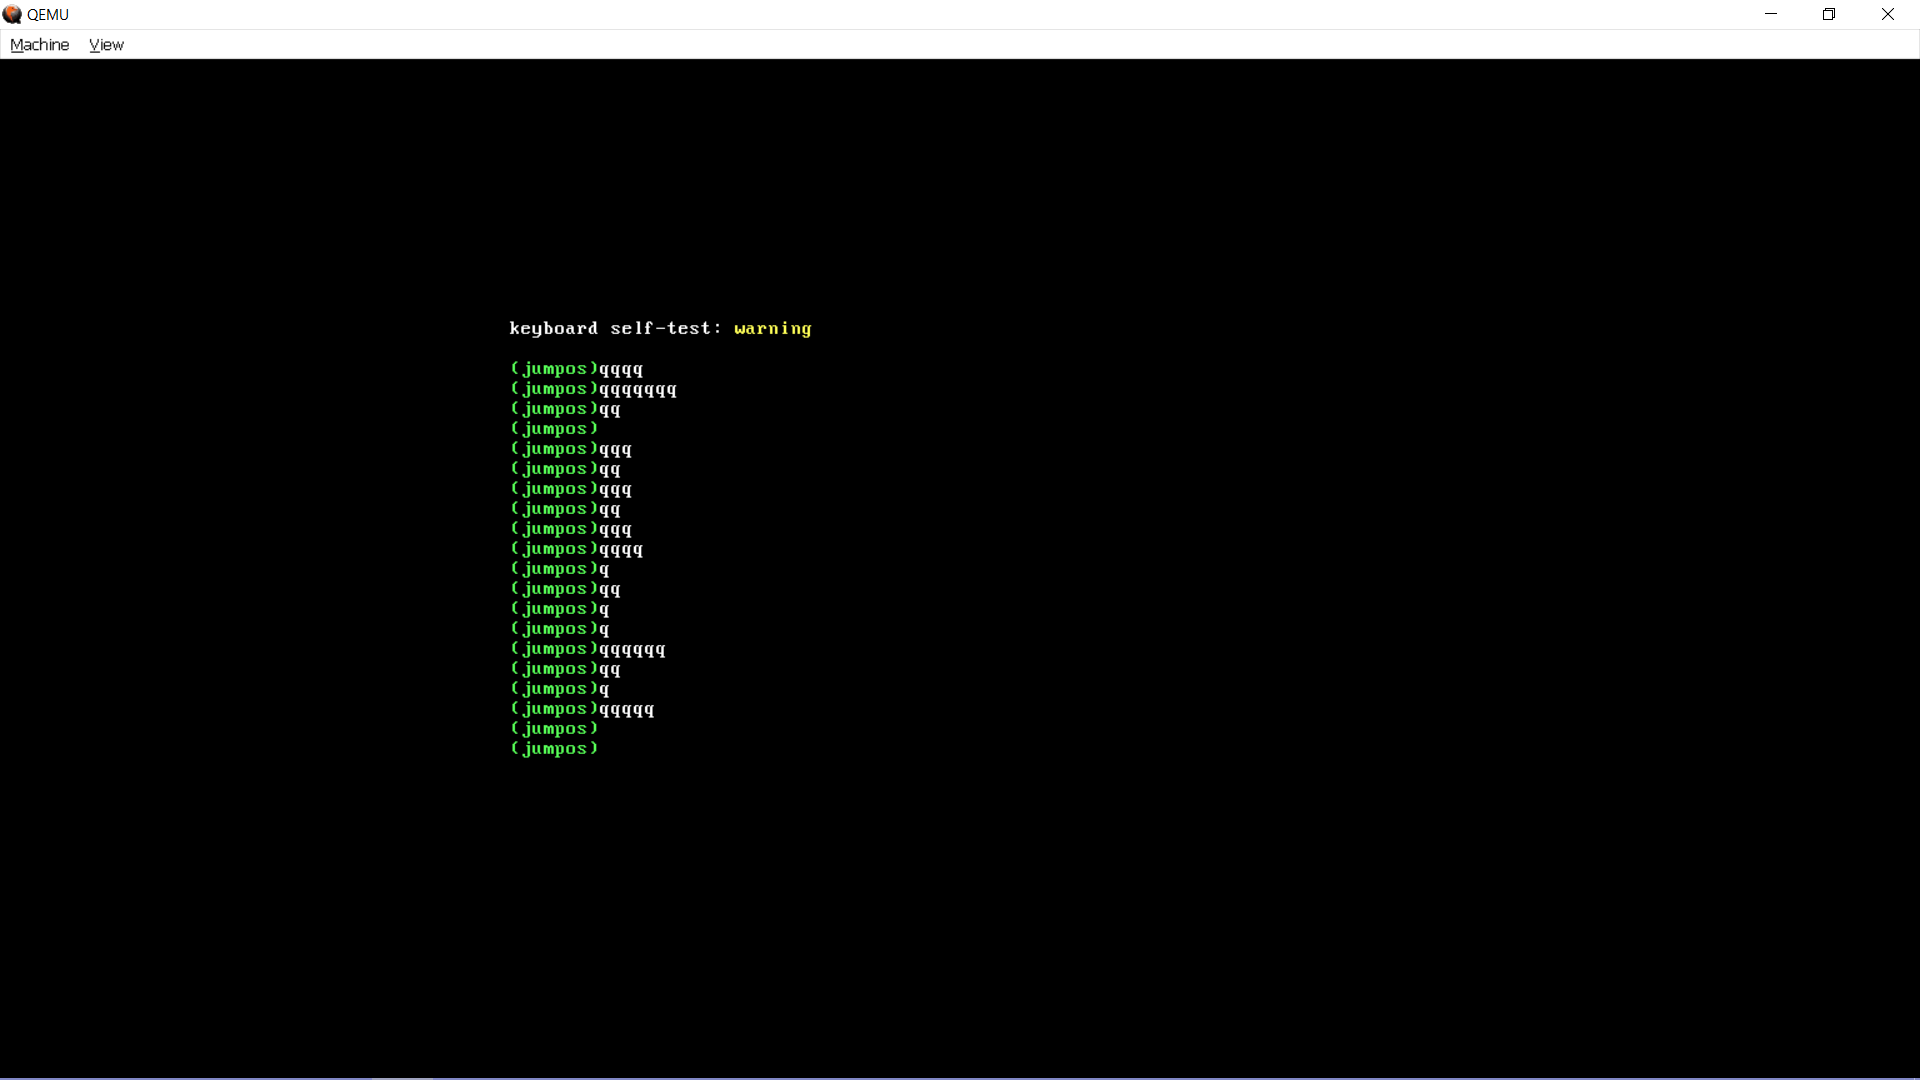 QEMU
Machine View
keyboard self-test: warning
(jumpos)qqqq
(jumpos)qqqqqqq
(jumpos)qq
(jumpos)
(jumpos)qqq
(jumpos)qq
(jumpos)qqq
(jumpos)qq
(jumpos)qqq
(jumpos)qqqq
(jumpos)q
(jumpos)qq
(jumpos)q
(jumpos)q
(jumpos)qqqqqq
(jumpos)qq
(jumpos)q
(jumpos)qqqqq
(jumpos)
(jumpos)